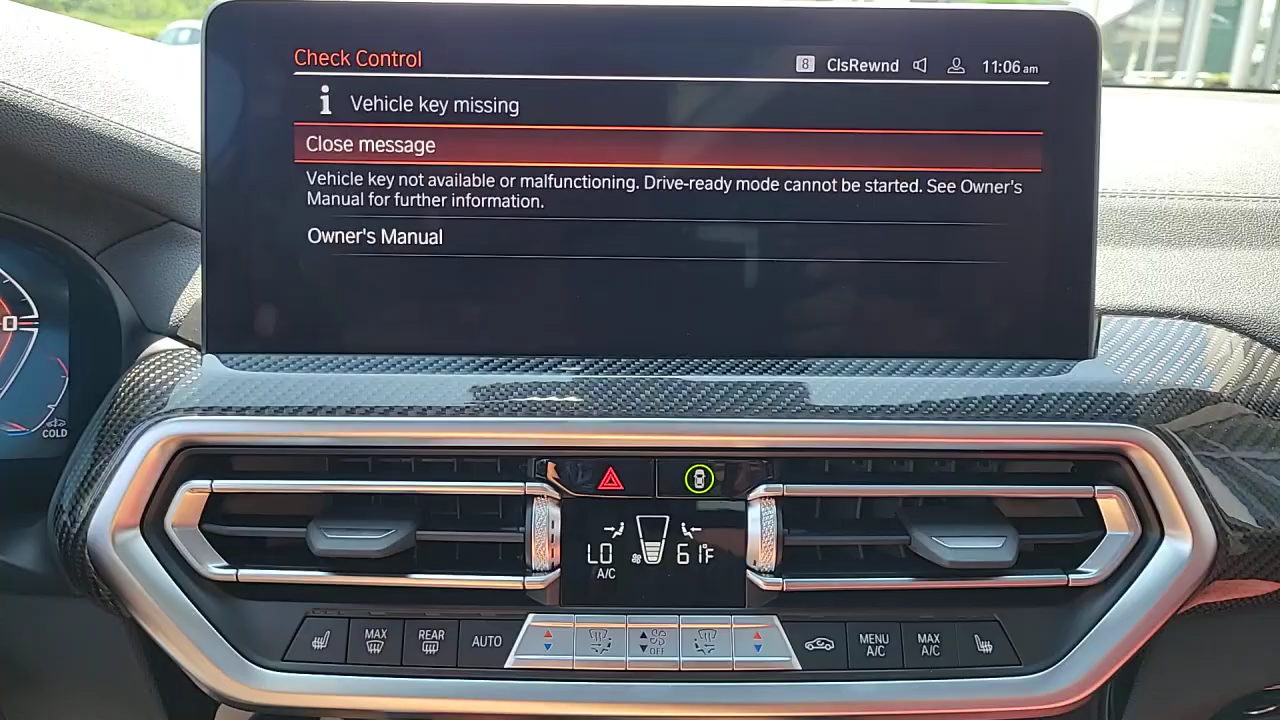 Check Control
8 ClsRewnd 11:06 am
Vehicle key missing
Close message
Vehicle key not available or malfunctioning. Drive-ready mode cannot be started. See Owner's
Manual for further information.
Owner's Manual
0
COLD
LO 61°F
A/C
MAX REAR AUTO OFF MENU A/C MAX A/C